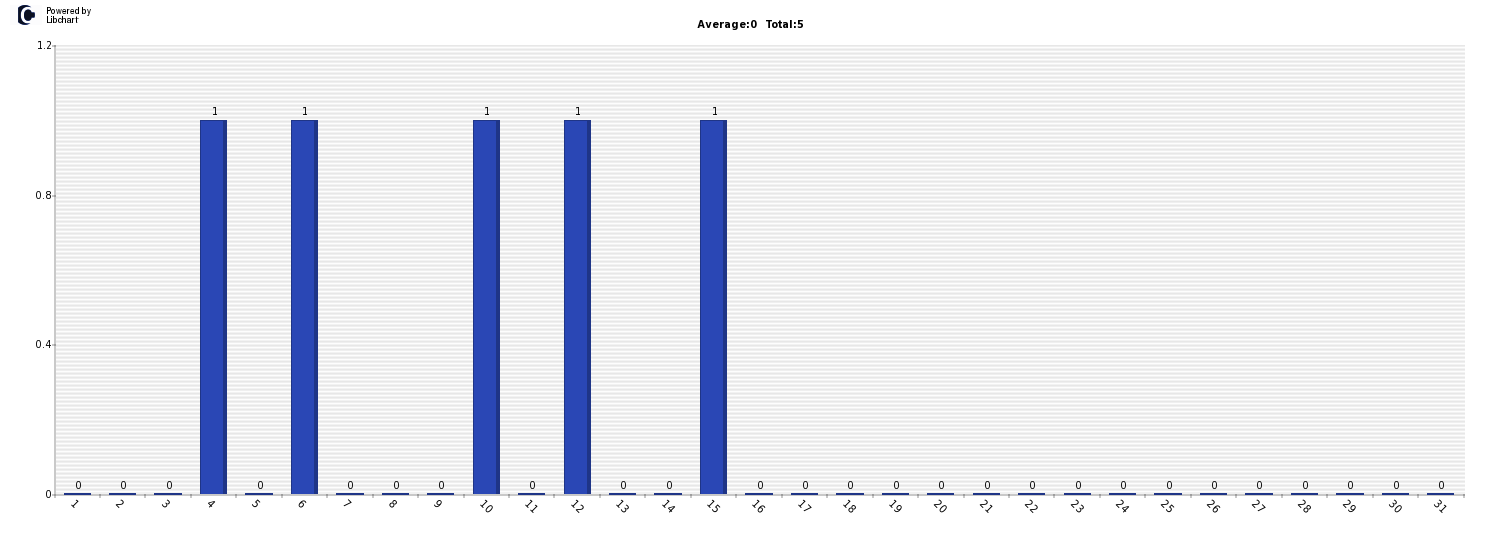 Powered by
Libchart
Average:0 Total:5
1.2
1 1 1 1 1
0.8
0.4
0 0 0 0 0 0 0 0 0 0 0 0 0 0 0 0 0 0 0 0 0 0 0 0 0 0
0
1 2 3 4 5 6 7 8 9 10 11 12 13 14 15 16 17 18 19 20 21 22 23 24 25 26 27 28 29 30 31